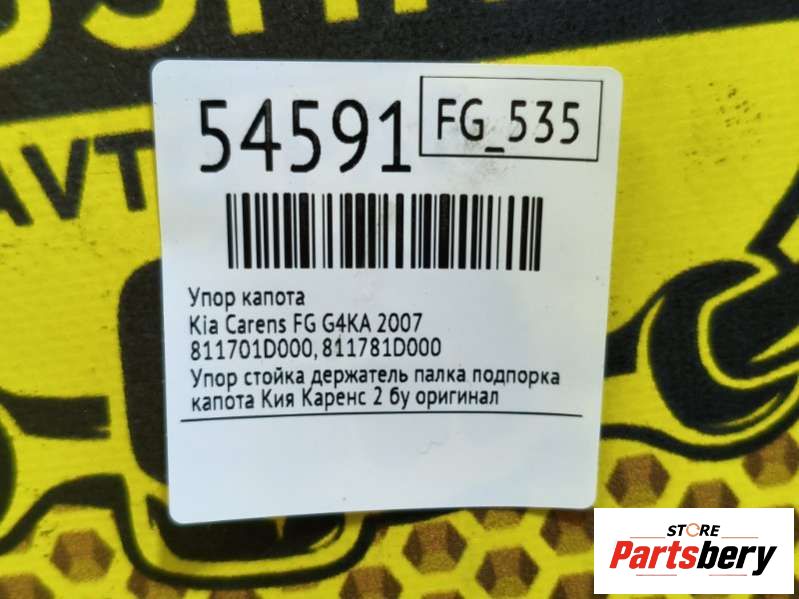 54591
FG_535
Упор капота
Kia Carens FG G4KA 2007
811701D000, 811781D000
Упор стойка держатель палка подпорка
капота Кия Каренс 2 бу оригинал
STORE
Partsbery